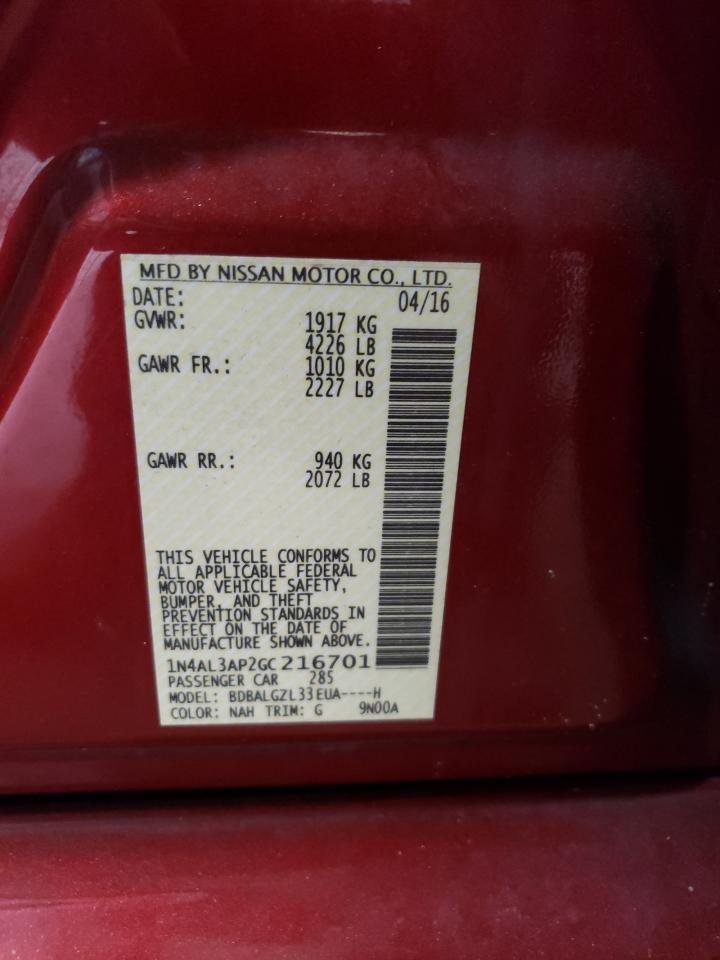 MFD BY NISSAN MOTOR CO., LTD.
DATE: 04/16
GVWR: 1917 KG
4226 LB
GAWR FR.: 1010 KG
2227 LB
GAWR RR.: 940 KG
2072 LB
THIS VEHICLE CONFORMS TO
ALL APPLICABLE FEDERAL
MOTOR VEHICLE SAFETY,
BUMPER, AND THEFT
PREVENTION STANDARDS IN
EFFECT ON THE DATE OF
MANUFACTURE SHOWN ABOVE.
1N4AL3AP2GC216701
PASSENGER CAR 285
MODEL: BDBALGZL33EUA----H
COLOR: NAH TRIM: G 9N00A